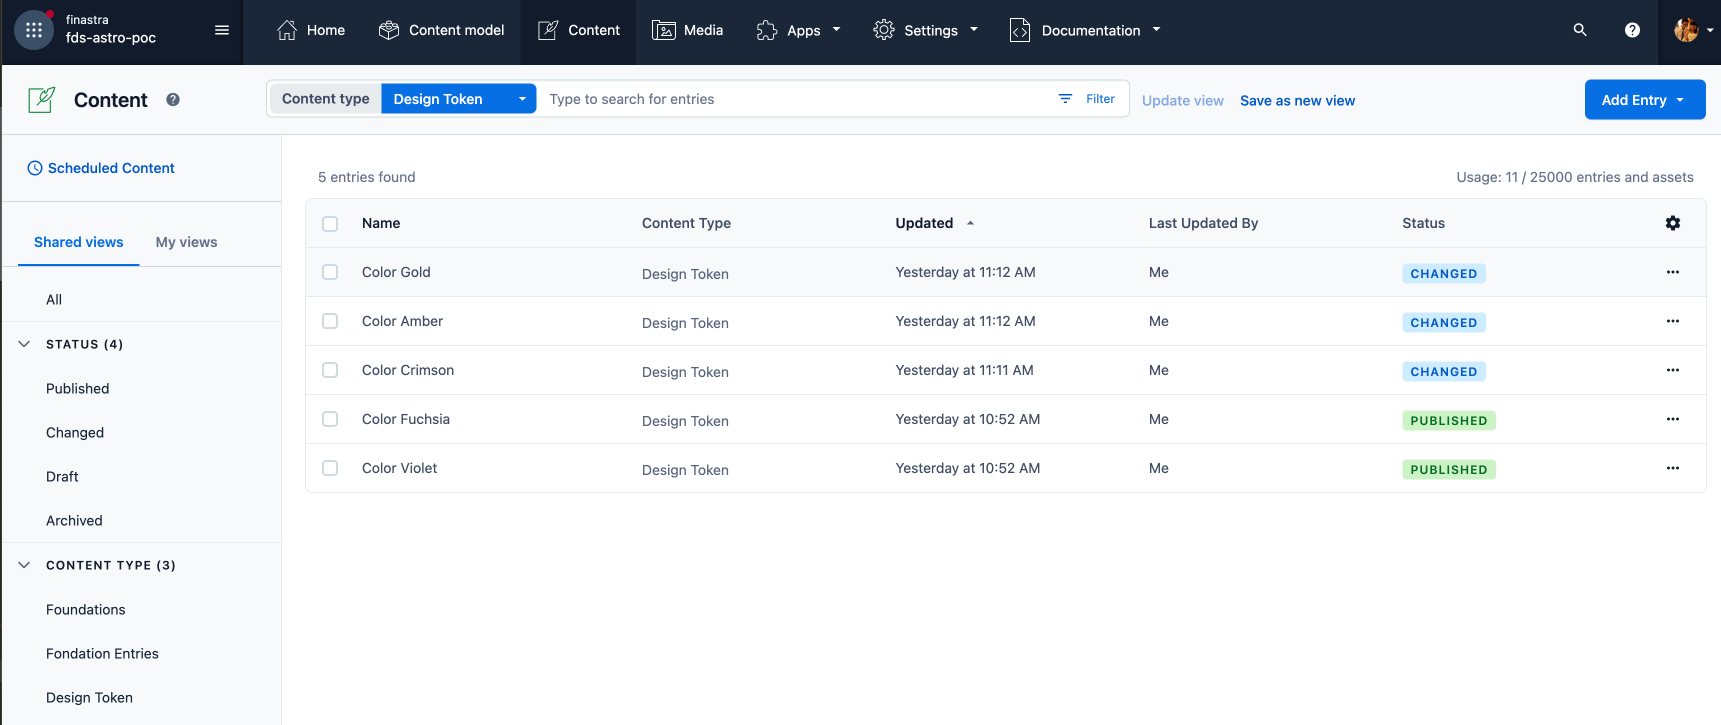 finastra
fds-astro-poc
Home
Content model
Content
Media
Apps
Settings
Documentation
Content
Content type
Design Token
Type to search for entries
Filter
Update view
Save as new view
Add Entry
Scheduled Content
Shared views
My views
All
STATUS (4)
Published
Changed
Draft
Archived
CONTENT TYPE (3)
Foundations
Fondation Entries
Design Token
5 entries found
Usage: 11 / 25000 entries and assets
Name Content Type Updated Last Updated By Status
Color Gold Design Token Yesterday at 11:12 AM Me CHANGED
Color Amber Design Token Yesterday at 11:12 AM Me CHANGED
Color Crimson Design Token Yesterday at 11:11 AM Me CHANGED
Color Fuchsia Design Token Yesterday at 10:52 AM Me PUBLISHED
Color Violet Design Token Yesterday at 10:52 AM Me PUBLISHED